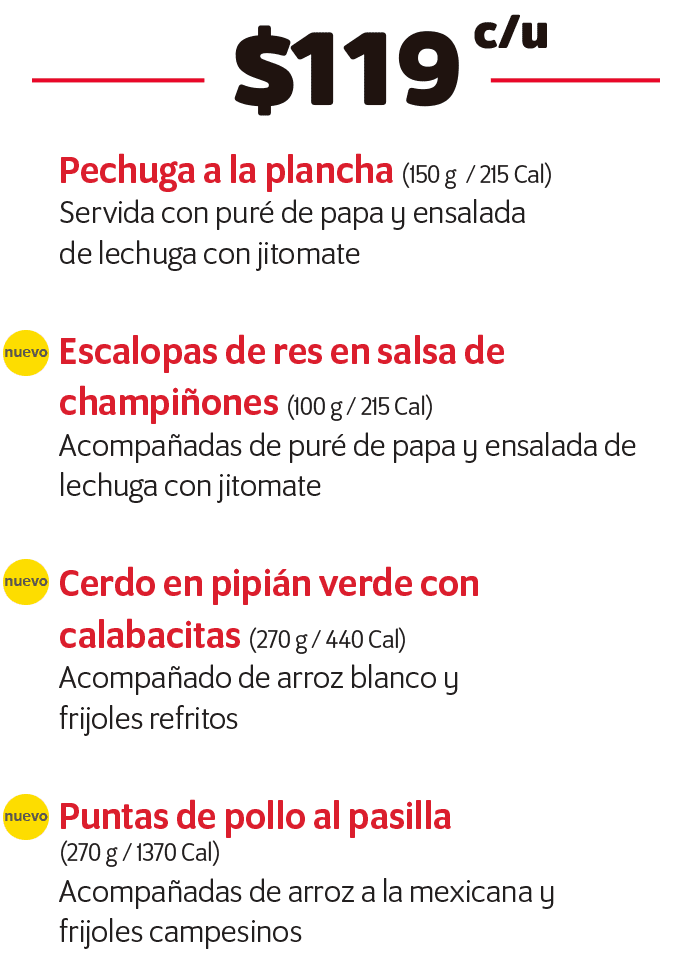 $119 c/u
Pechuga a la plancha (150 g / 215 Cal)
Servida con puré de papa y ensalada
de lechuga con jitomate
nuevo Escalopas de res en salsa de
champiñones (100 g / 215 Cal)
Acompañadas de puré de papa y ensalada de
lechuga con jitomate
nuevo Cerdo en pipián verde con
calabacitas (270 g / 440 Cal)
Acompañado de arroz blanco y
frijoles refritos
nuevo Puntas de pollo al pasilla
(270 g / 1370 Cal)
Acompañadas de arroz a la mexicana y
frijoles campesinos